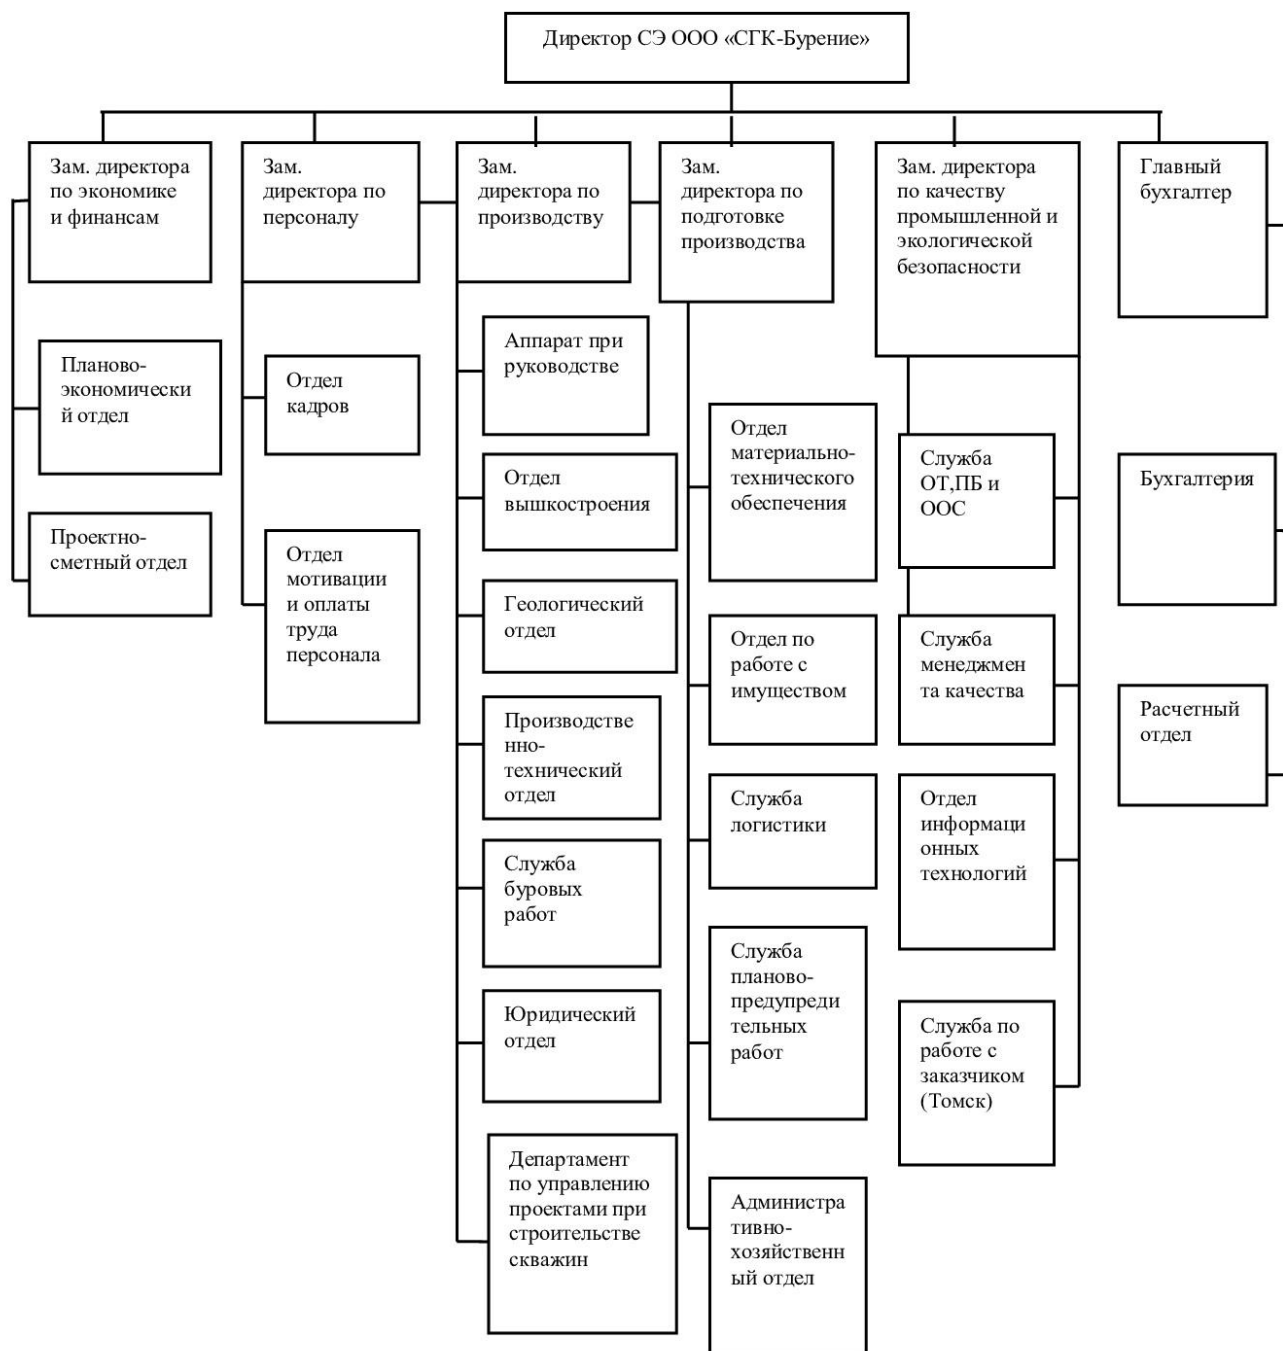 Директор СЭ ООО «СГК-Бурение»
Зам. директора
по экономике
и финансам
Зам.
директора по
персоналу
Зам.
директора по
производству
Зам.
директора по
подготовке
производства
Зам. директора
по качеству
промышленной и
экологической
безопасности
Главный
бухгалтер
Планово-
экономически
й отдел
Проектно-
сметный отдел
Отдел
кадров
Отдел
мотивации
и оплаты
труда
персонала
Аппарат при
руководстве
Отдел
вышкостроения
Геологический
отдел
Производстве
нно-
технический
отдел
Служба
буровых
работ
Юридический
отдел
Департамент
по управлению
проектами при
строительстве
скважин
Отдел
материально-
технического
обеспечения
Отдел по
работе с
имуществом
Служба
логистики
Служба
планово-
предупреди
тельных
работ
Администра
тивно-
хозяйственн
ый отдел
Служба
ОТ,ПБ и
ООС
Служба
менеджмен
та качества
Отдел
информаци
онных
технологий
Служба по
работе с
заказчиком
(Томск)
Бухгалтерия
Расчетный
отдел